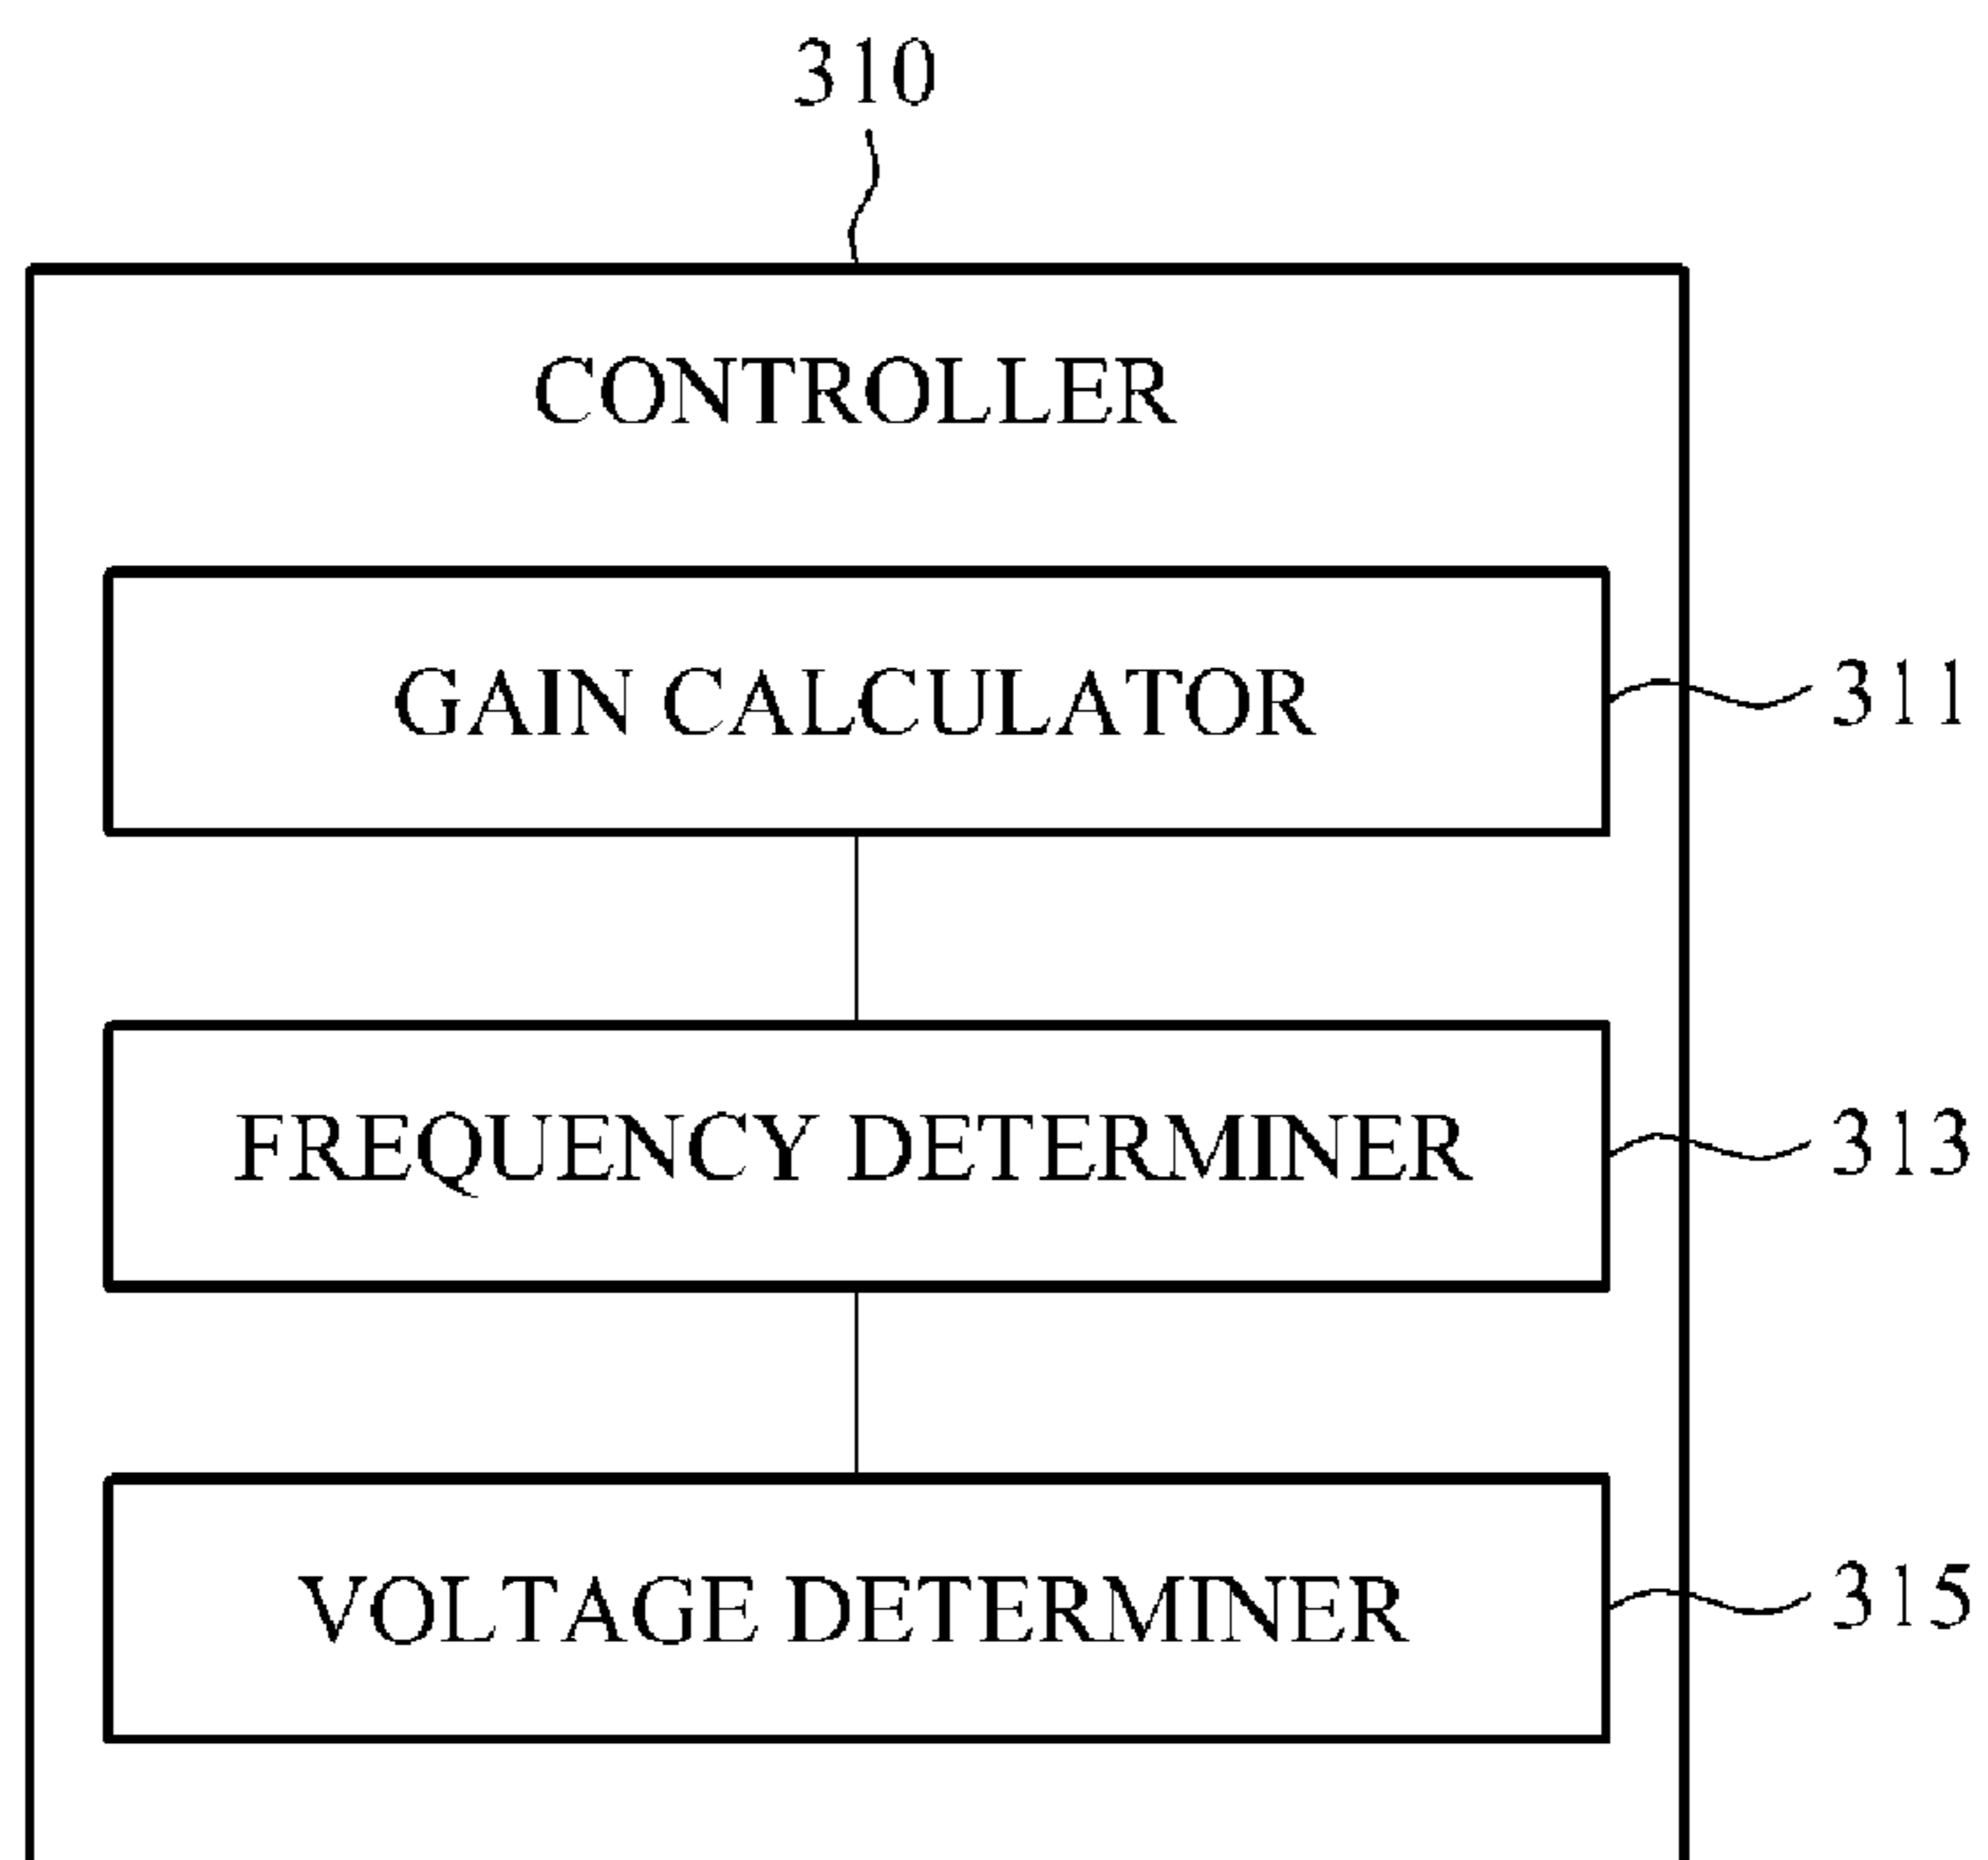 310
CONTROLLER
GAIN CALCULATOR
311
FREQUENCY DETERMINER
313
VOLTAGE DETERMINER
315